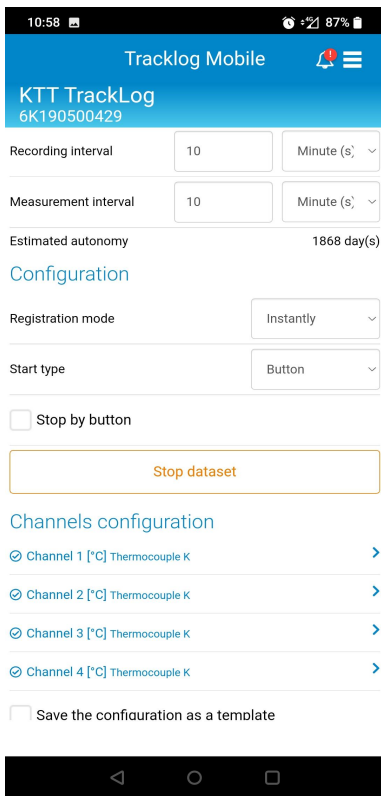 10:58 4G 87%
Tracklog Mobile
KTT TrackLog
6K190500429
Recording interval 10 Minute (s)
Measurement interval 10 Minute (s)
Estimated autonomy 1868 day(s)
Configuration
Registration mode Instantly
Start type Button
Stop by button
Stop dataset
Channels configuration
Channel 1 [°C] Thermocouple K
Channel 2 [°C] Thermocouple K
Channel 3 [°C] Thermocouple K
Channel 4 [°C] Thermocouple K
Save the configuration as a template